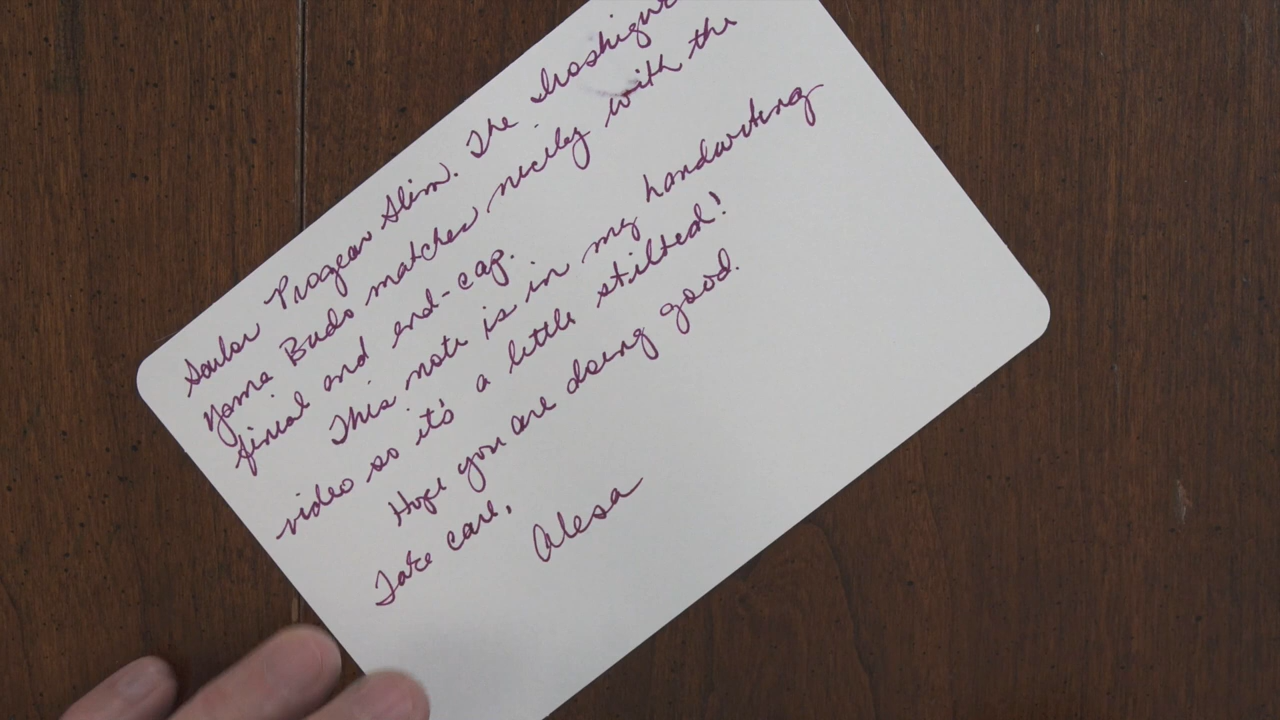 Sailor Progear Slim. The Iroshizuku
Yama Budo matches nicely with the
finial and end-cap.
This note is in my handwriting
video so it's a little stilted!
Hope you are doing good.
Take care,
Alesa